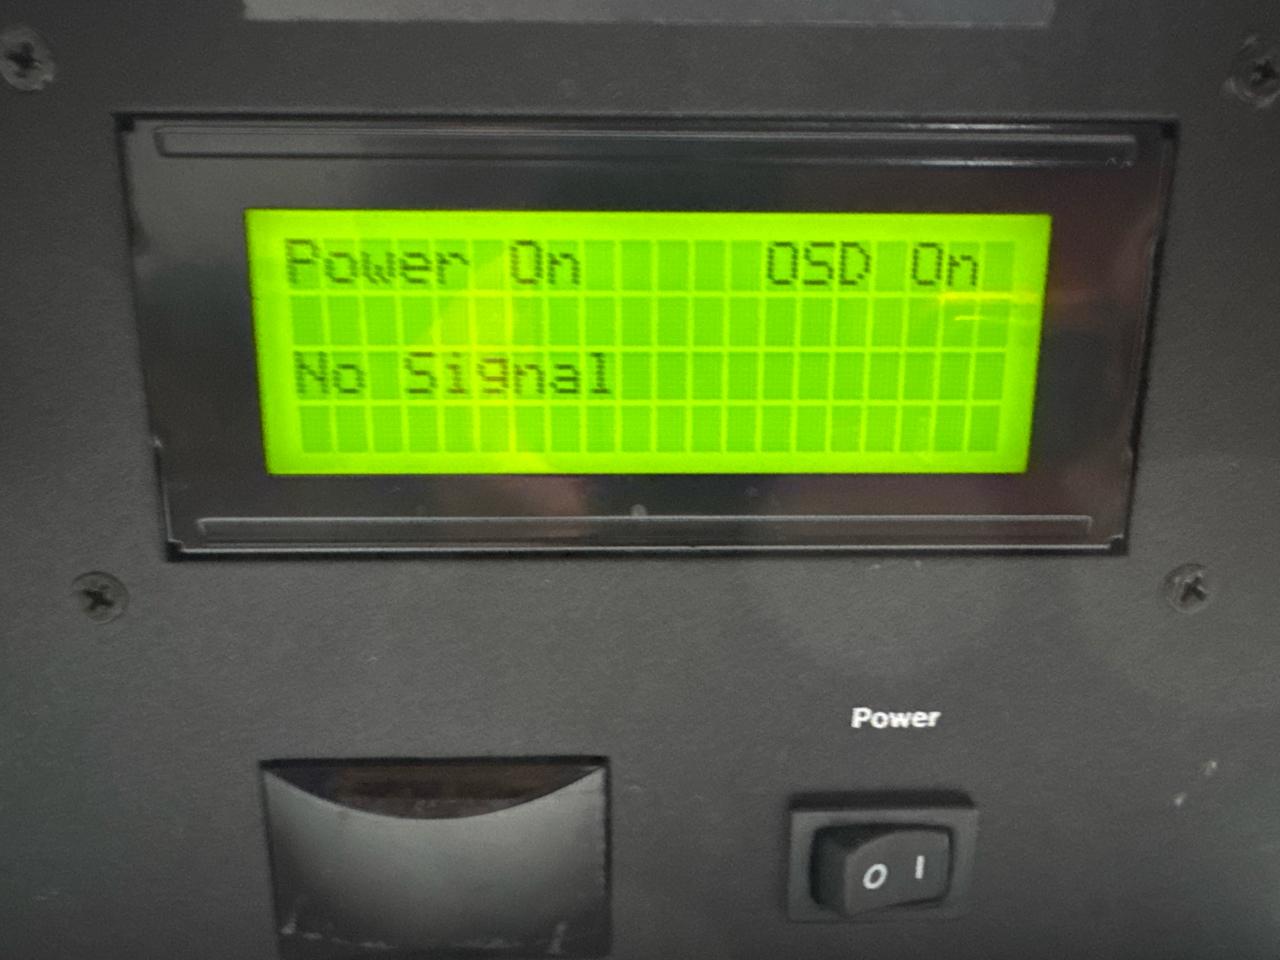 Power On OSD On
No Signal
Power
O I